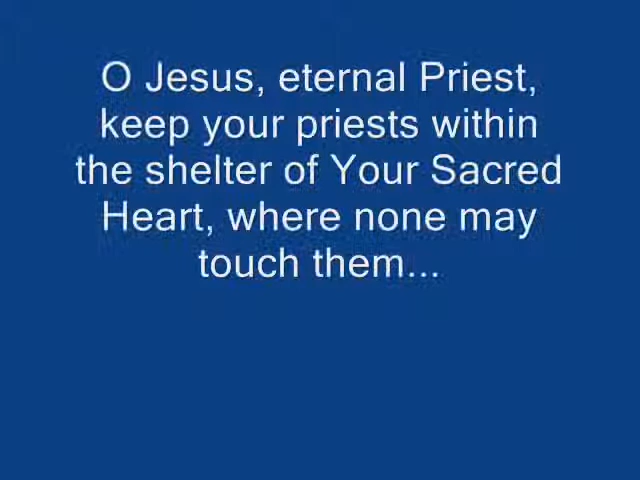 O Jesus, eternal Priest,
keep your priests within
the shelter of Your Sacred
Heart, where none may
touch them...